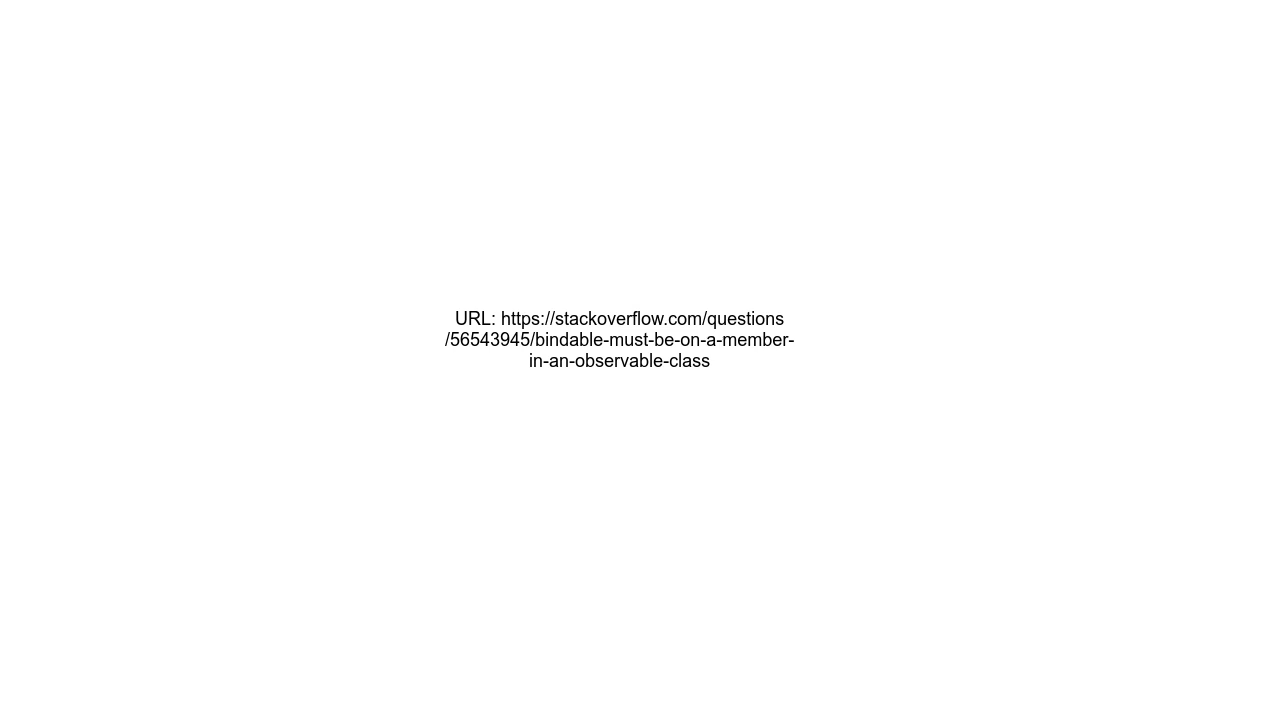 URL: https://stackoverflow.com/questions
/56543945/bindable-must-be-on-a-member-
in-an-observable-class